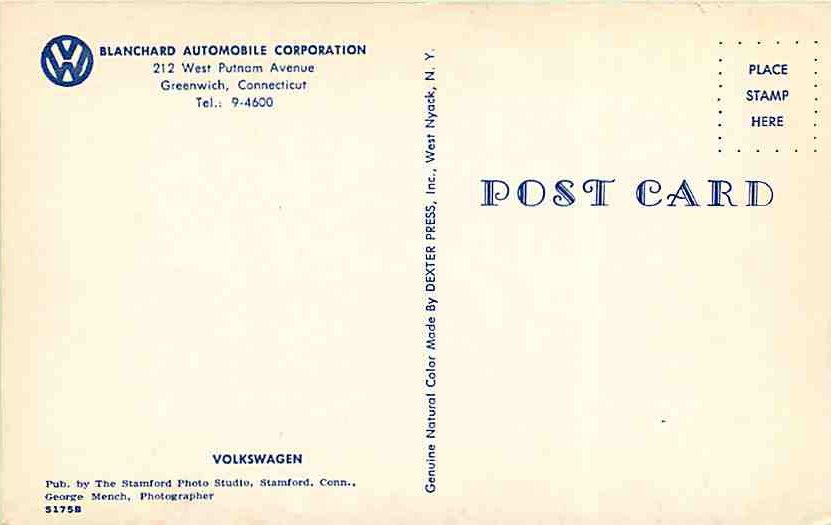 VW
BLANCHARD AUTOMOBILE CORPORATION
212 West Putnam Avenue
Greenwich, Connecticut
Tel.: 9-4600
VOLKSWAGEN
Pub. by The Stamford Photo Studio, Stamford, Conn.,
George Mench, Photographer
5175B
Genuine Natural Color Made By DEXTER PRESS, Inc., West Nyack, N. Y.
PLACE
STAMP
HERE
POST CARD